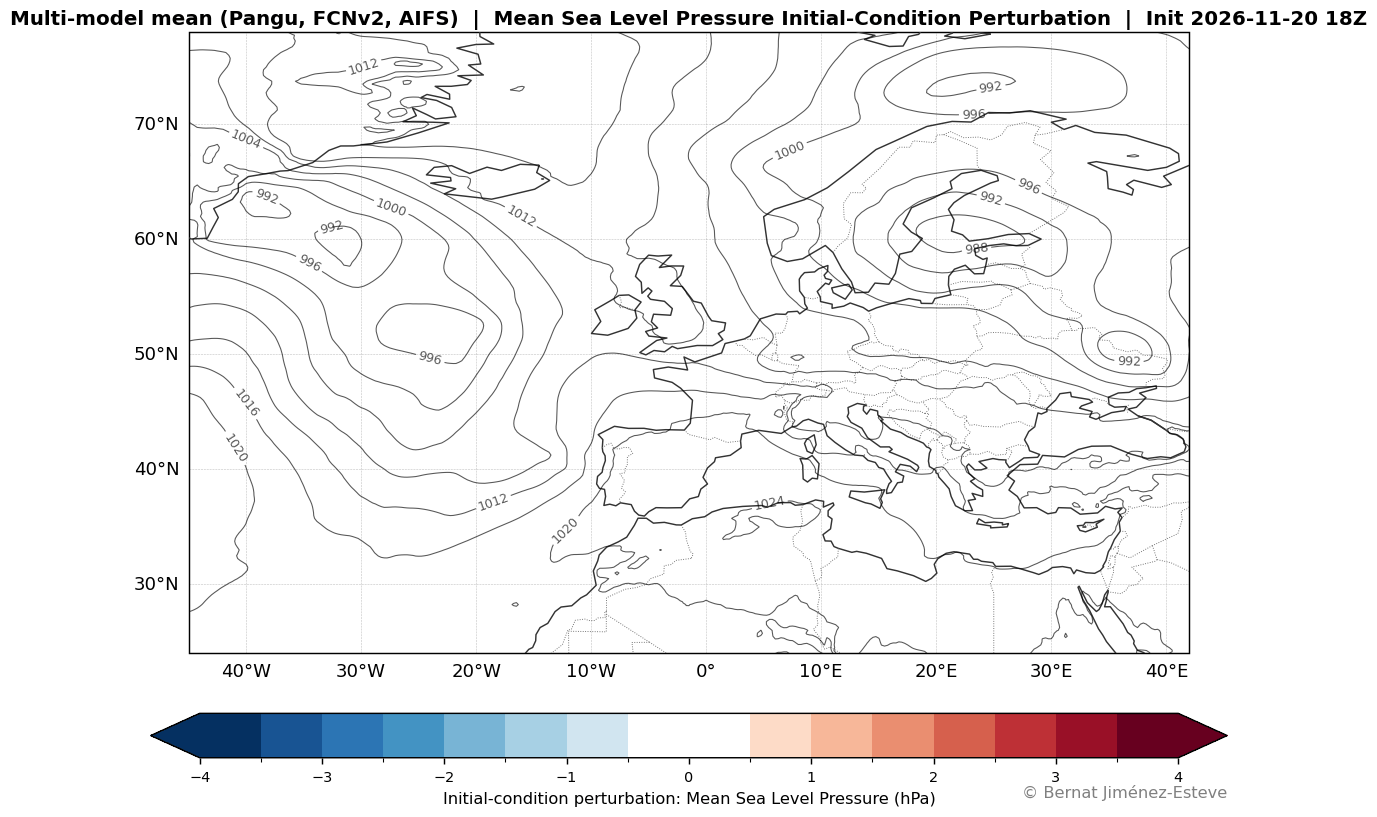 Multi-model mean (Pangu, FCNv2, AIFS) | Mean Sea Level Pressure Initial-Condition Perturbation | Init 2026-11-20 18Z
1012
992
1004
996
70°N
1000
996
992
992
1000
1012
992
60°N
988
996
50°N
996
992
1016
1020
40°N
1012
1024
1020
30°N
40°W 30°W 20°W 10°W 0° 10°E 20°E 30°E 40°E
−4 −3 −2 −1 0 1 2 3 4
Initial-condition perturbation: Mean Sea Level Pressure (hPa)
© Bernat Jiménez-Esteve